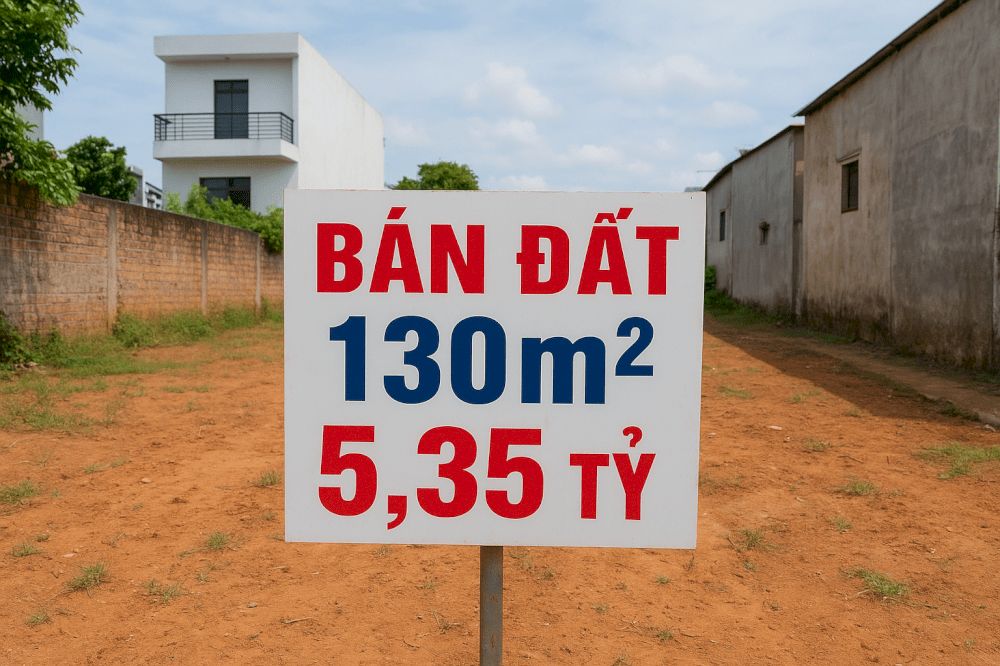 BÁN ĐẤT
130m²
5,35 TỶ